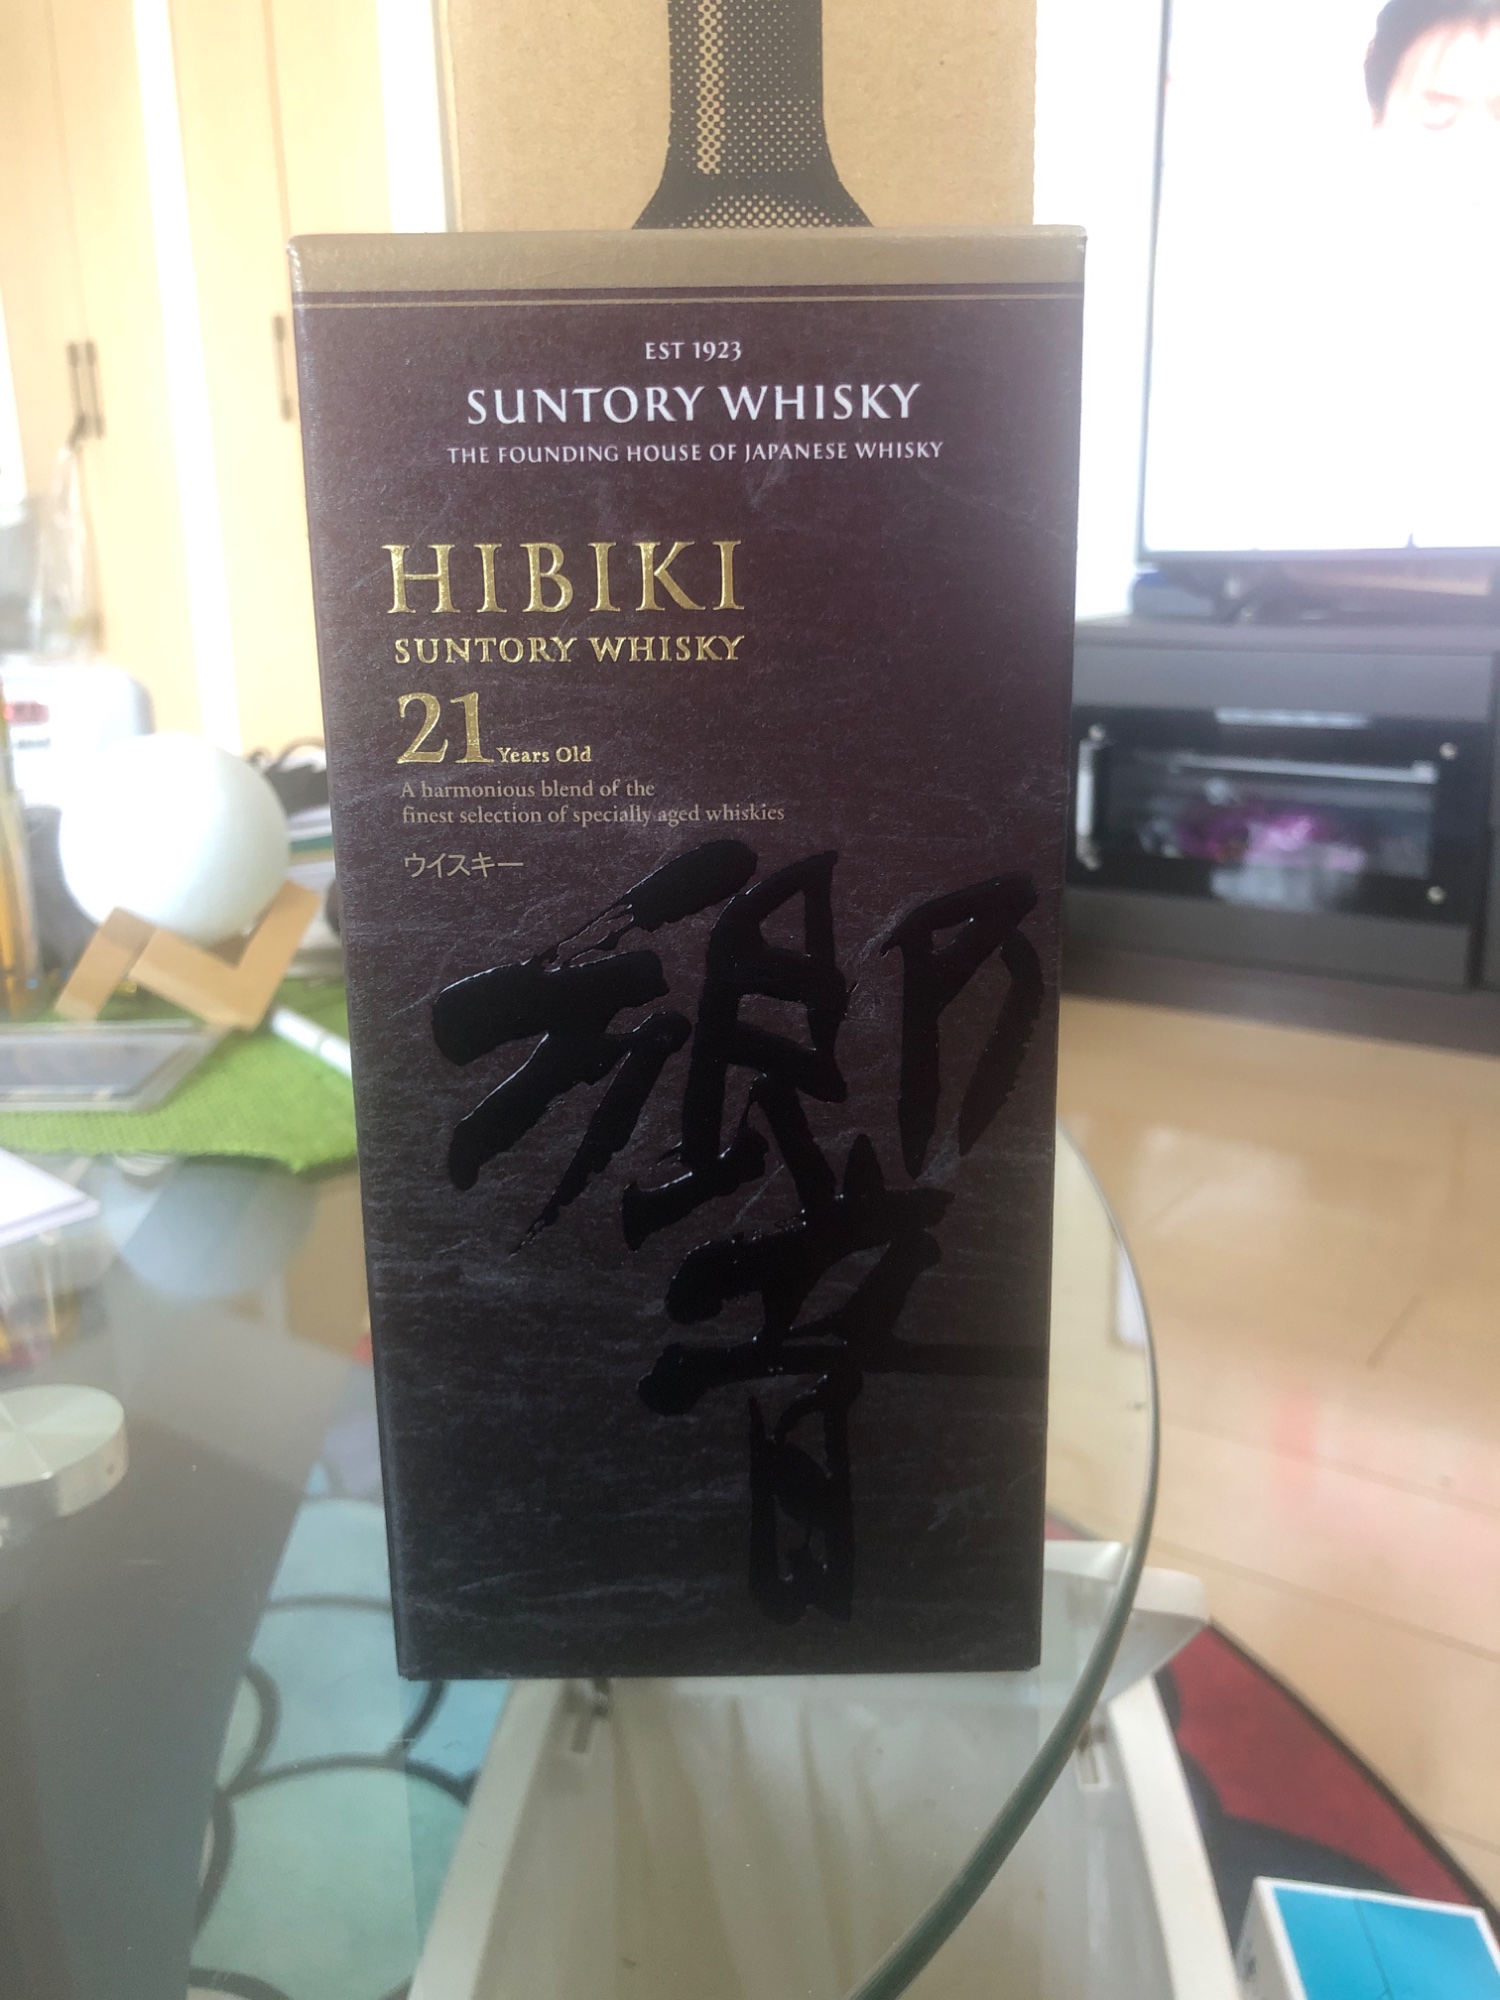 EST 1923
SUNTORY WHISKY
THE FOUNDING HOUSE OF JAPANESE WHISKY
HIBIKI
SUNTORY WHISKY
21 Years Old
A harmonious blend of the
finest selection of specially aged whiskies
ウイスキー
響